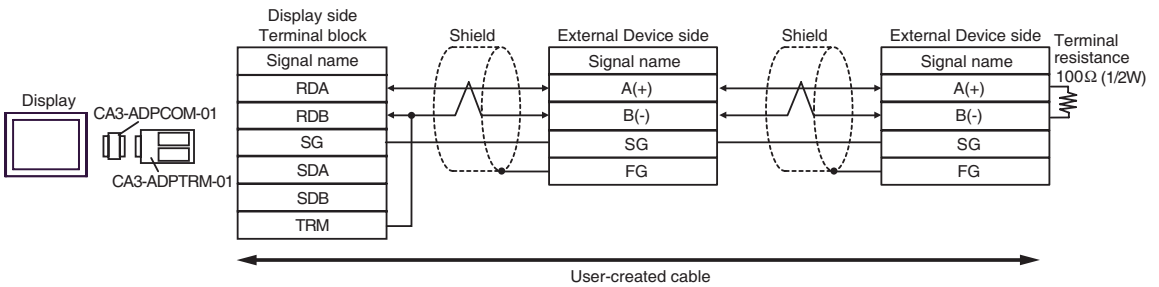 Display side
Terminal block
Shield
External Device side
Shield
External Device side
Terminal
resistance
100Ω (1/2W)
Signal name
Signal name
Signal name
RDA
A(+)
A(+)
Display
CA3-ADPCOM-01
RDB
B(-)
B(-)
SG
SG
SG
CA3-ADPTRM-01
SDA
FG
FG
SDB
TRM
User-created cable